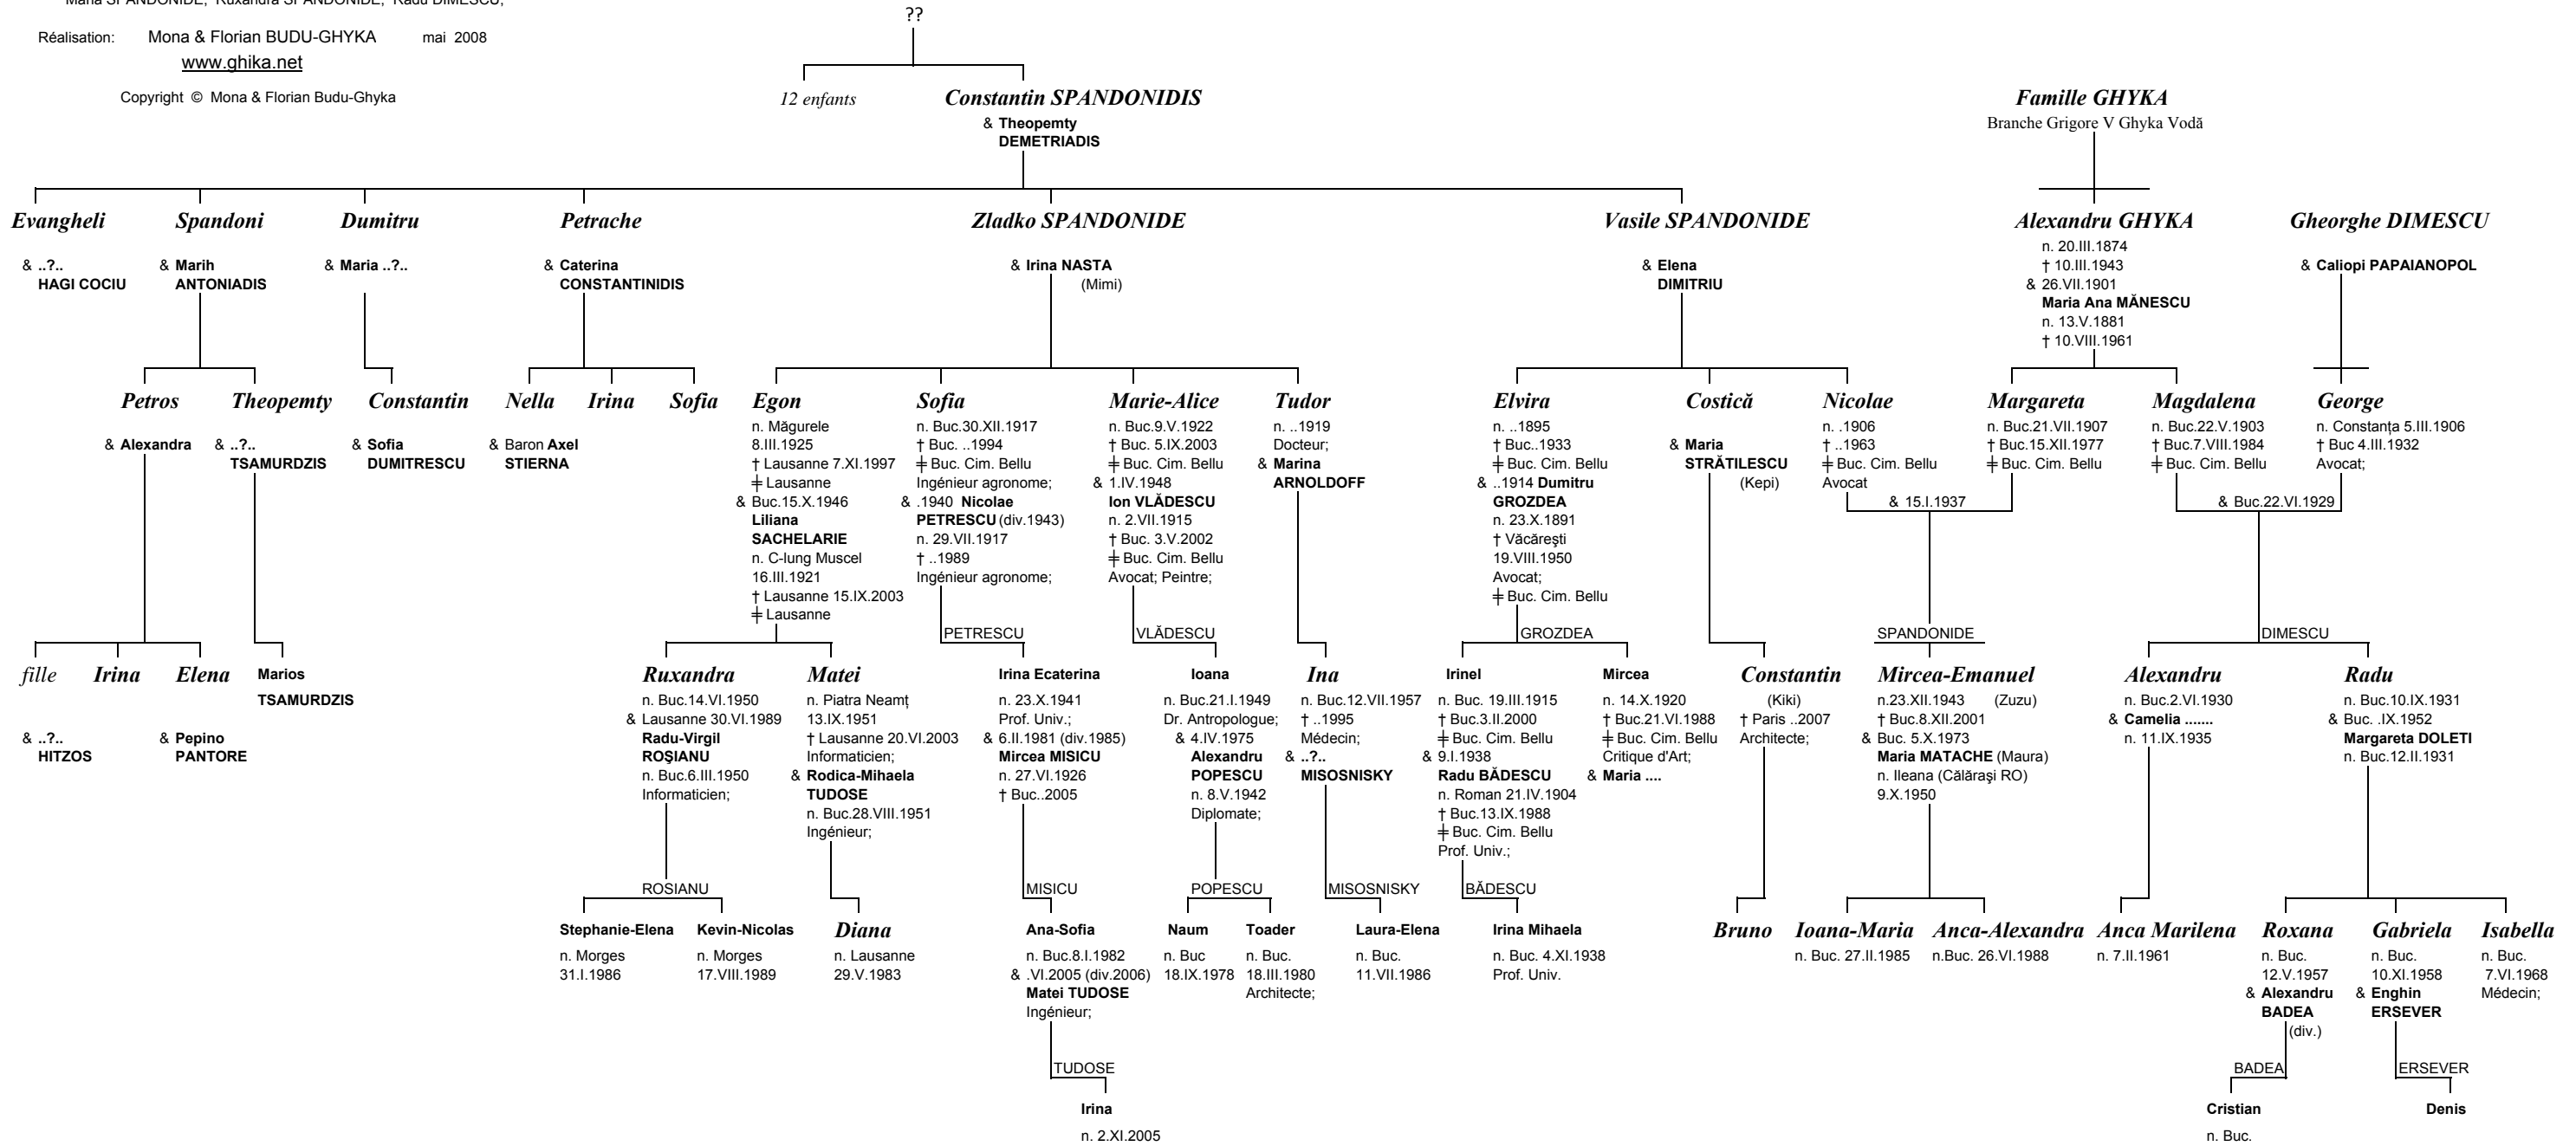 Maria SPANDONIDE; Ruxandra SPANDONIDE; Radu DIMESCU;
Réalisation: Mona & Florian BUDU-GHYKA mai 2008
www.ghika.net
Copyright © Mona & Florian Budu-Ghyka
??
12 enfants
Constantin SPANDONIDIS
& Theopemty
DEMETRIADIS
Famille GHYKA
Branche Grigore V Ghyka Vodă
Evangheli
& ..?..
HAGI COCIU
Spandoni
& Marih
ANTONIADIS
Dumitru
& Maria ..?..
Petrache
& Caterina
CONSTANTINIDIS
Zladko SPANDONIDE
& Irina NASTA
(Mimi)
Vasile SPANDONIDE
& Elena
DIMITRIU
Alexandru GHYKA
n. 20.III.1874
† 10.III.1943
& 26.VII.1901
Maria Ana MĂNESCU
n. 13.V.1881
† 10.VIII.1961
Gheorghe DIMESCU
& Caliopi PAPAIANOPOL
Petros
& Alexandra
Theopemty
& ..?..
TSAMURDZIS
Constantin
& Sofia
DUMITRESCU
Nella
& Baron Axel
STIERNA
Irina
Sofia
Egon
n. Măgurele
8.III.1925
† Lausanne 7.XI.1997
ǂ Lausanne
& Buc.15.X.1946
Liliana
SACHELARIE
n. C-lung Muscel
16.III.1921
† Lausanne 15.IX.2003
ǂ Lausanne
Sofia
n. Buc.30.XII.1917
† Buc. ..1994
ǂ Buc. Cim. Bellu
Ingénieur agronome;
& .1940 Nicolae
PETRESCU (div.1943)
n. 29.VII.1917
† ..1989
Ingénieur agronome;
PETRESCU
Marie-Alice
n. Buc.9.V.1922
† Buc. 5.IX.2003
ǂ Buc. Cim. Bellu
& 1.IV.1948
Ion VLĂDESCU
n. 2.VII.1915
† Buc. 3.V.2002
ǂ Buc. Cim. Bellu
Avocat; Peintre;
VLĂDESCU
Tudor
n. ..1919
Docteur;
& Marina
ARNOLDOFF
Elvira
n. ..1895
† Buc..1933
ǂ Buc. Cim. Bellu
& ..1914 Dumitru
GROZDEA
n. 23.X.1891
† Văcăreşti
19.VIII.1950
Avocat;
ǂ Buc. Cim. Bellu
GROZDEA
Costică
& Maria
STRĂTILESCU
(Kepi)
Nicolae
n. .1906
† ..1963
ǂ Buc. Cim. Bellu
Avocat
& 15.I.1937
Margareta
n. Buc.21.VII.1907
† Buc.15.XII.1977
ǂ Buc. Cim. Bellu
SPANDONIDE
Magdalena
n. Buc.22.V.1903
† Buc.7.VIII.1984
ǂ Buc. Cim. Bellu
& Buc.22.VI.1929
George
n. Constanţa 5.III.1906
† Buc 4.III.1932
Avocat;
DIMESCU
fille
& ..?..
HITZOS
Irina
Elena
& Pepino
PANTORE
Marios
TSAMURDZIS
Ruxandra
n. Buc.14.VI.1950
& Lausanne 30.VI.1989
Radu-Virgil
ROŞIANU
n. Buc.6.III.1950
Informaticien;
ROSIANU
Matei
n. Piatra Neamţ
13.IX.1951
† Lausanne 20.VI.2003
Informaticien;
& Rodica-Mihaela
TUDOSE
n. Buc.28.VIII.1951
Ingénieur;
Irina Ecaterina
n. 23.X.1941
Prof. Univ.;
& 6.II.1981 (div.1985)
Mircea MISICU
n. 27.VI.1926
† Buc..2005
MISICU
Ioana
n. Buc.21.I.1949
Dr. Antropologue;
& 4.IV.1975
Alexandru
POPESCU
n. 8.V.1942
Diplomate;
POPESCU
Ina
n. Buc.12.VII.1957
† ..1995
Médecin;
& ..?..
MISOSNISKY
MISOSNISKY
Irinel
n. Buc. 19.III.1915
† Buc.3.II.2000
ǂ Buc. Cim. Bellu
& 9.I.1938
Radu BĂDESCU
n. Roman 21.IV.1904
† Buc.13.IX.1988
ǂ Buc. Cim. Bellu
Prof. Univ.;
BĂDESCU
Mircea
n. 14.X.1920
† Buc.21.VI.1988
ǂ Buc. Cim. Bellu
Critique d'Art;
& Maria ....
Constantin
(Kiki)
† Paris ..2007
Architecte;
Mircea-Emanuel
n.23.XII.1943 (Zuzu)
† Buc.8.XII.2001
& Buc. 5.X.1973
Maria MATACHE (Maura)
n. Ileana (Călăraşi RO)
9.X.1950
Alexandru
n. Buc.2.VI.1930
& Camelia .......
n. 11.IX.1935
Radu
n. Buc.10.IX.1931
& Buc. .IX.1952
Margareta DOLETI
n. Buc.12.II.1931
Stephanie-Elena
n. Morges
31.I.1986
Kevin-Nicolas
n. Morges
17.VIII.1989
Diana
n. Lausanne
29.V.1983
Ana-Sofia
n. Buc.8.I.1982
& .VI.2005 (div.2006)
Matei TUDOSE
Ingénieur;
TUDOSE
Naum
n. Buc
18.IX.1978
Toader
n. Buc.
18.III.1980
Architecte;
Laura-Elena
n. Buc.
11.VII.1986
Irina Mihaela
n. Buc. 4.XI.1938
Prof. Univ.
Bruno
Ioana-Maria
n. Buc. 27.II.1985
Anca-Alexandra
n.Buc. 26.VI.1988
Anca Marilena
n. 7.II.1961
Roxana
n. Buc.
12.V.1957
& Alexandru
BADEA
(div.)
BADEA
Gabriela
n. Buc.
10.XI.1958
& Enghin
ERSEVER
ERSEVER
Isabella
n. Buc.
7.VI.1968
Médecin;
Irina
n. 2.XI.2005
Cristian
n. Buc.
Denis